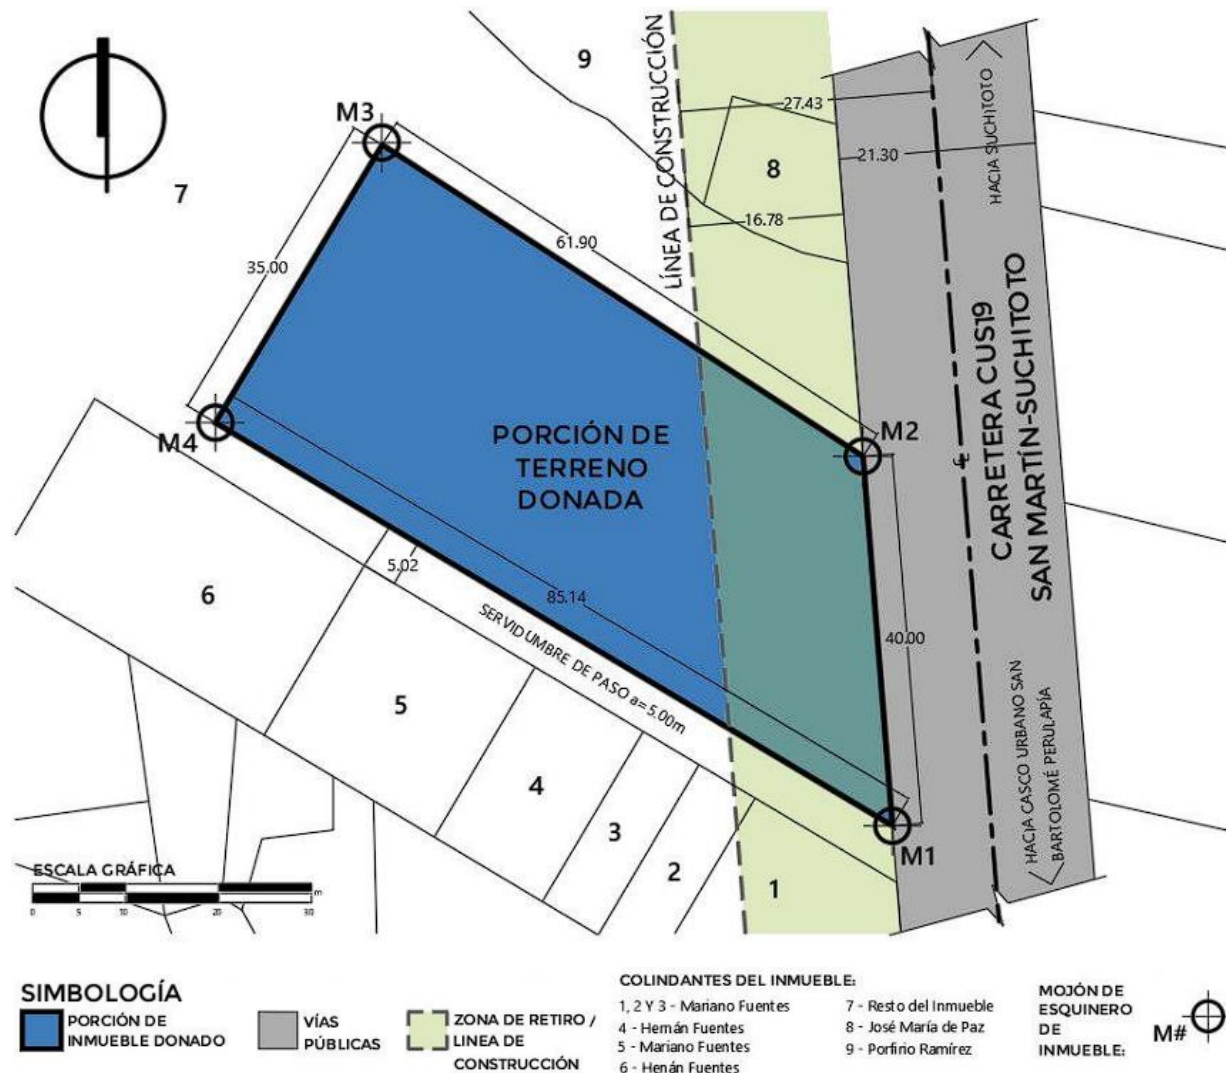 9
LÍNEA DE CONSTRUCCIÓN
27.43
HACIA SUCHITOTO
M3
7
8
21.30
16.78
61.90
35.00
CARRETERA CUS19
SAN MARTÍN-SUCHITOTO
M4
PORCIÓN DE
TERRENO
DONADA
M2
5.02
6
85.14
SERVIDUMBRE DE PASO a=5.00m
40.00
5
4
3
2
1
M1
HACIA CASCO URBANO SAN
BARTOLOMÉ PERULAPÍA
ESCALA GRÁFICA
m
0 5 10 20 30
SIMBOLOGÍA
PORCIÓN DE
INMUEBLE DONADO
VÍAS
PÚBLICAS
ZONA DE RETIRO /
LINEA DE
CONSTRUCCIÓN
COLINDANTES DEL INMUEBLE:
1, 2 Y 3 - Mariano Fuentes
4 - Hernán Fuentes
5 - Mariano Fuentes
6 - Henán Fuentes
7 - Resto del Inmueble
8 - José María de Paz
9 - Porfirio Ramírez
MOJÓN DE
ESQUINERO
DE
INMUEBLE:
M#